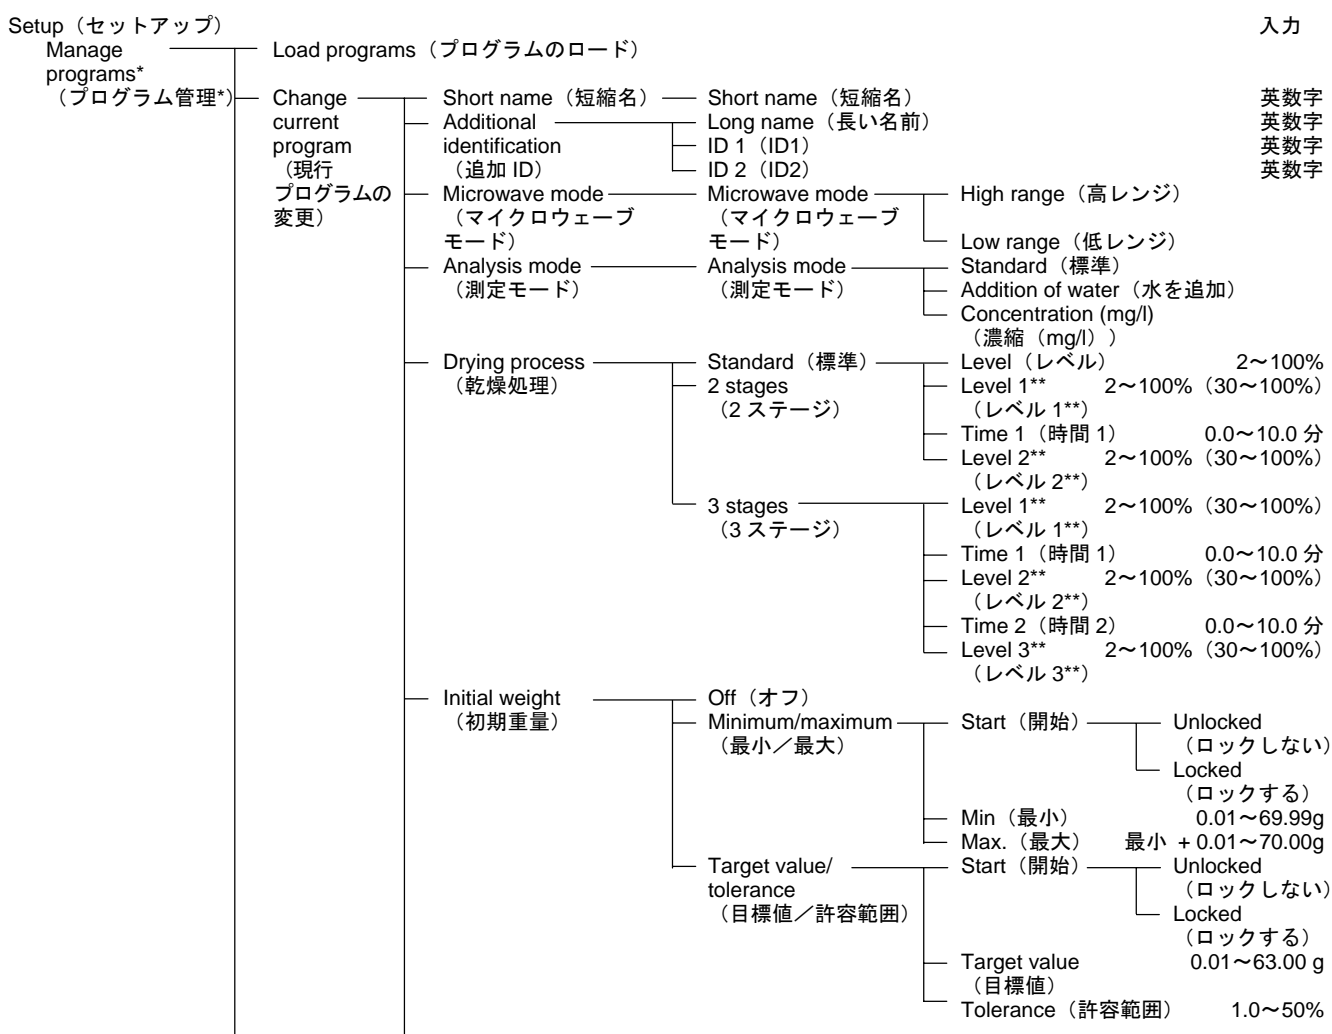 Setup（セットアップ） 入力
Manage programs* （プログラム管理*）
Load programs（プログラムのロード）
Change current program （現行プログラムの変更）
Short name（短縮名） Short name（短縮名） 英数字
Additional identification （追加 ID） Long name（長い名前） 英数字
ID 1（ID1） 英数字
ID 2（ID2） 英数字
Microwave mode （マイクロウェーブモード） Microwave mode （マイクロウェーブモード） High range（高レンジ）
Low range（低レンジ）
Analysis mode （測定モード） Analysis mode （測定モード） Standard（標準）
Addition of water（水を追加）
Concentration (mg/l)
（濃縮（mg/l））
Drying process （乾燥処理） Standard（標準） Level（レベル） 2～100%
2 stages （2 ステージ） Level 1** 2～100%（30～100%）
（レベル 1**）
Time 1（時間 1） 0.0～10.0 分
Level 2** 2～100%（30～100%）
（レベル 2**）
3 stages （3 ステージ） Level 1** 2～100%（30～100%）
（レベル 1**）
Time 1（時間 1） 0.0～10.0 分
Level 2** 2～100%（30～100%）
（レベル 2**）
Time 2（時間 2） 0.0～10.0 分
Level 3** 2～100%（30～100%）
（レベル 3**）
Initial weight （初期重量） Off（オフ）
Minimum/maximum （最小／最大） Start（開始） Unlocked
（ロックしない）
Locked
（ロックする）
Min（最小） 0.01～69.99g
Max.（最大） 最小 + 0.01～70.00g
Target value/ tolerance （目標値／許容範囲） Start（開始） Unlocked
（ロックしない）
Locked
（ロックする）
Target value 0.01～63.00 g
（目標値）
Tolerance（許容範囲） 1.0～50%